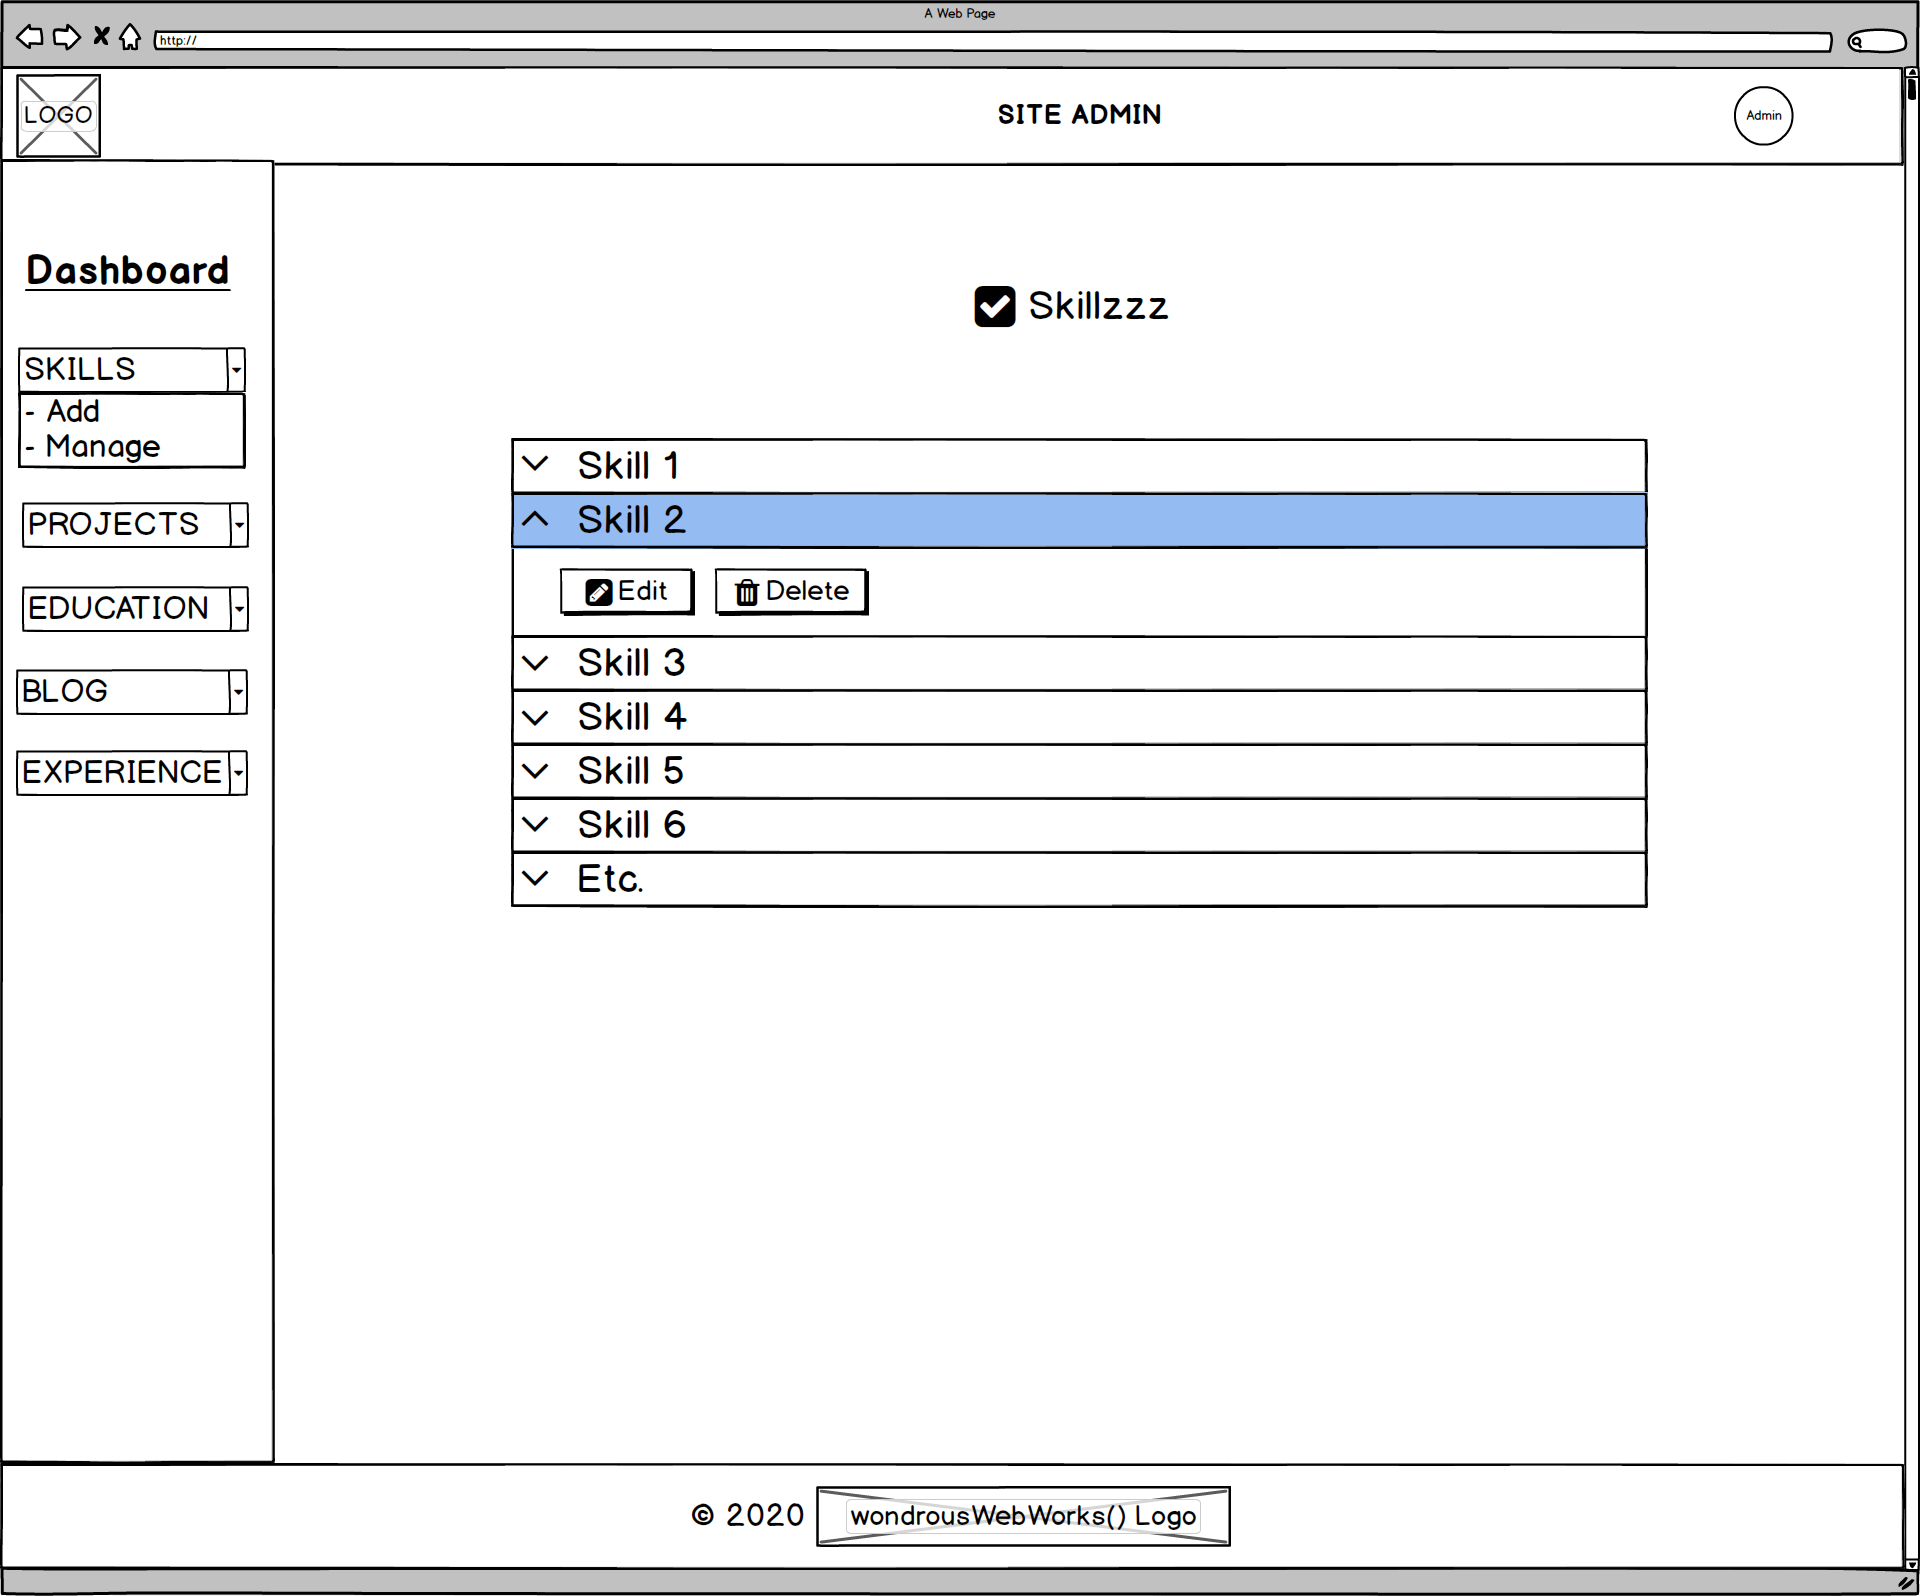 A Web Page
http://
LOGO
SITE ADMIN
Admin
Dashboard
SKILLS
- Add
- Manage
PROJECTS
EDUCATION
BLOG
EXPERIENCE
Skillzzz
Skill 1
Skill 2
Edit
Delete
Skill 3
Skill 4
Skill 5
Skill 6
Etc.
© 2020
wondrousWebWorks() Logo